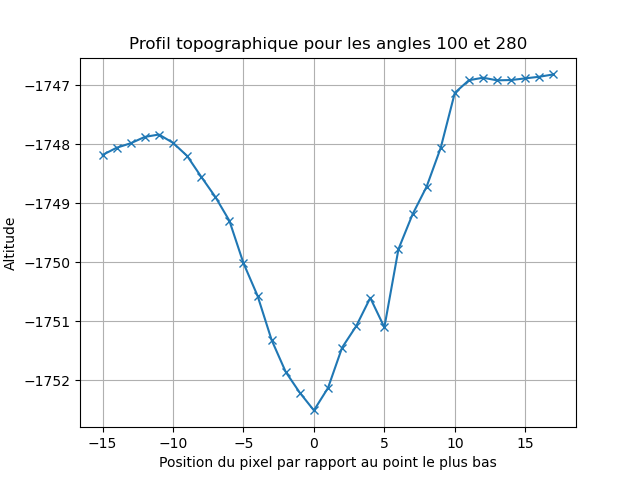 Profil topographique pour les angles 100 et 280
−1747
−1748
−1749
−1750
−1751
−1752
Altitude
−15 −10 −5 0 5 10 15
Position du pixel par rapport au point le plus bas